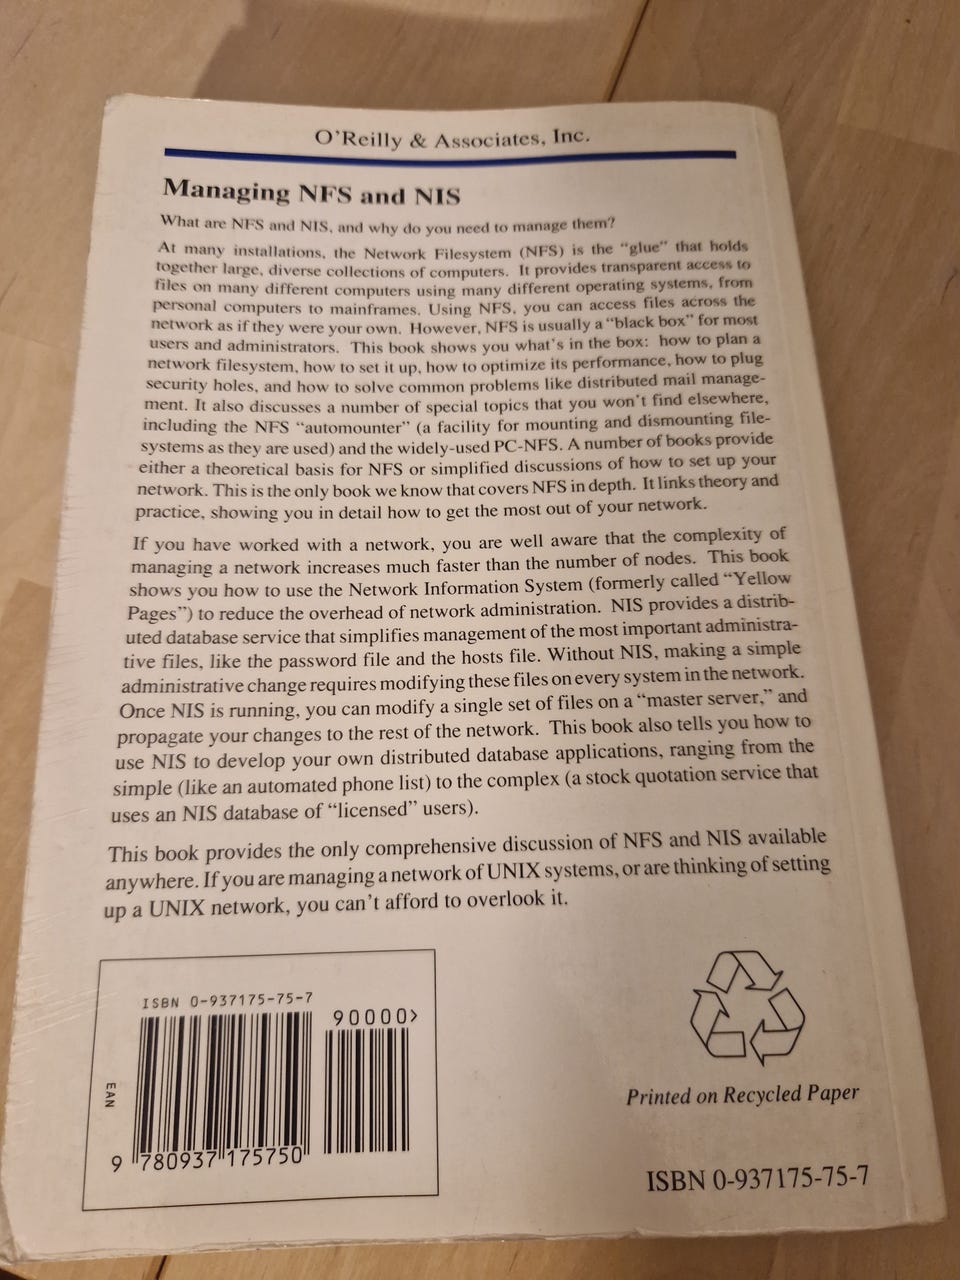 O'Reilly & Associates, Inc.
Managing NFS and NIS
What are NFS and NIS, and why do you need to manage them?
At many installations, the Network Filesystem (NFS) is the “glue” that holds
together large, diverse collections of computers. It provides transparent access to
files on many different computers using many different operating systems, from
personal computers to mainframes. Using NFS, you can access files across the
network as if they were your own. However, NFS is usually a “black box” for most
users and administrators. This book shows you what's in the box: how to plan a
network filesystem, how to set it up, how to optimize its performance, how to plug
security holes, and how to solve common problems like distributed mail manage-
ment. It also discusses a number of special topics that you won't find elsewhere,
including the NFS “automounter” (a facility for mounting and dismounting file-
systems as they are used) and the widely-used PC-NFS. A number of books provide
either a theoretical basis for NFS or simplified discussions of how to set up your
network. This is the only book we know that covers NFS in depth. It links theory and
practice, showing you in detail how to get the most out of your network.
If you have worked with a network, you are well aware that the complexity of
managing a network increases much faster than the number of nodes. This book
shows you how to use the Network Information System (formerly called “Yellow
Pages”) to reduce the overhead of network administration. NIS provides a distrib-
uted database service that simplifies management of the most important administra-
tive files, like the password file and the hosts file. Without NIS, making a simple
administrative change requires modifying these files on every system in the network.
Once NIS is running, you can modify a single set of files on a “master server,” and
propagate your changes to the rest of the network. This book also tells you how to
use NIS to develop your own distributed database applications, ranging from the
simple (like an automated phone list) to the complex (a stock quotation service that
uses an NIS database of “licensed” users).
This book provides the only comprehensive discussion of NFS and NIS available
anywhere. If you are managing a network of UNIX systems, or are thinking of setting
up a UNIX network, you can't afford to overlook it.
ISBN 0-937175-75-7
90000>
EAN
9 780937 175750
Printed on Recycled Paper
ISBN 0-937175-75-7